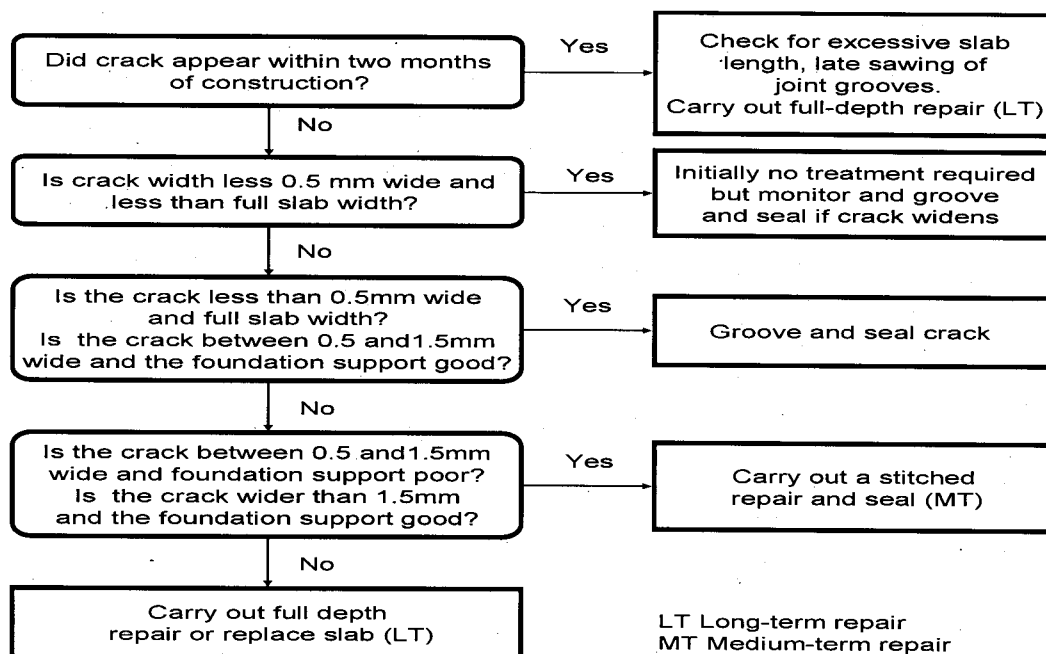 Did crack appear within two months
of construction?
Yes
Check for excessive slab
length, late sawing of
joint grooves.
Carry out full-depth repair (LT)
No
Is crack width less 0.5 mm wide and
less than full slab width?
Yes
Initially no treatment required
but monitor and groove
and seal if crack widens
No
Is the crack less than 0.5mm wide
and full slab width?
Is the crack between 0.5 and1.5mm
wide and the foundation support good?
Yes
Groove and seal crack
No
Is the crack between 0.5 and1.5mm
wide and foundation support poor?
Is the crack wider than 1.5mm
and the foundation support good?
Yes
Carry out a stitched
repair and seal (MT)
No
Carry out full depth
repair or replace slab (LT)
LT Long-term repair
MT Medium-term repair